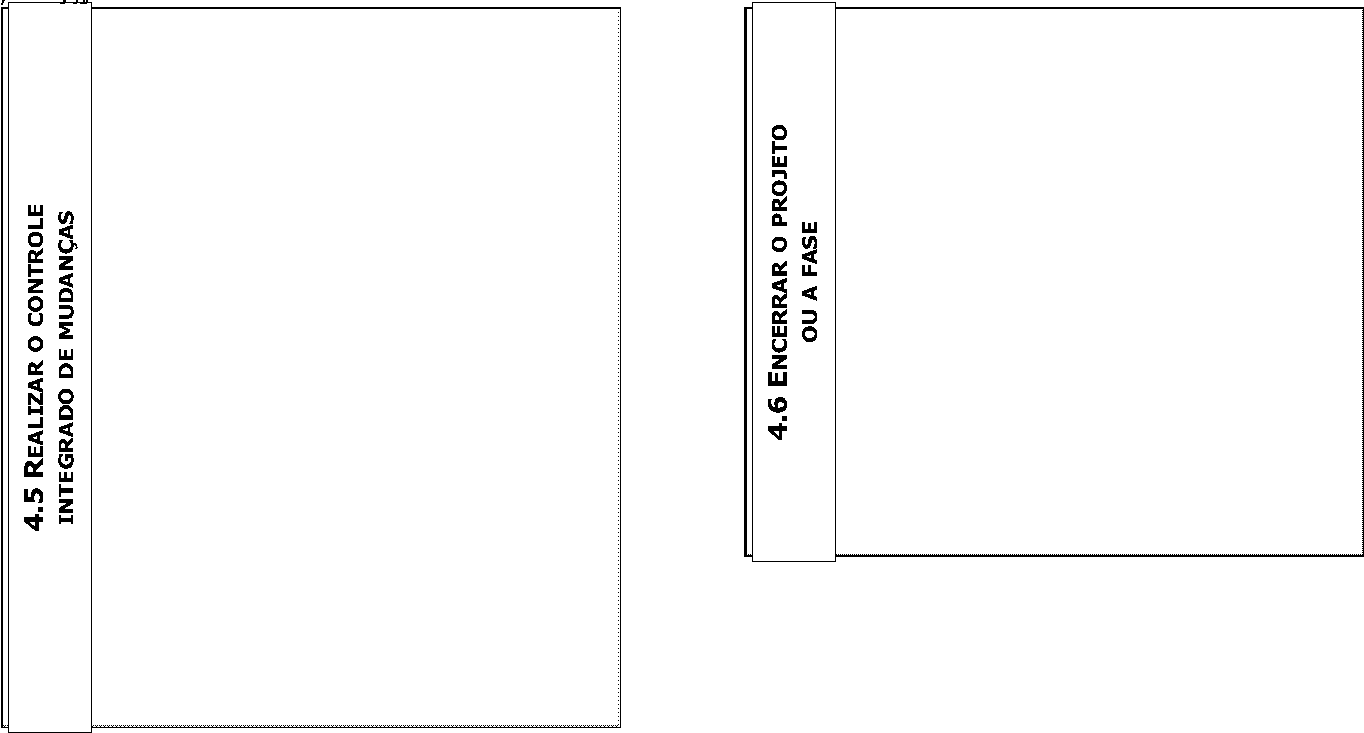 4.5 REALIZAR O CONTROLE
INTEGRADO DE MUDANÇAS
4.6 ENCERRAR O PROJETO
OU A FASE